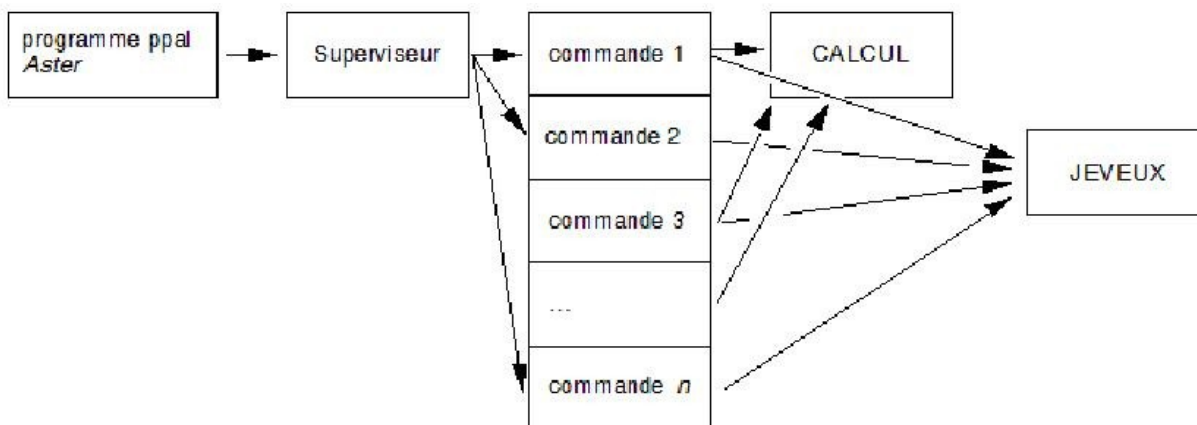 programme ppal
Aster
Superviseur
commande 1
CALCUL
commande 2
JEVEUX
commande 3
...
commande n